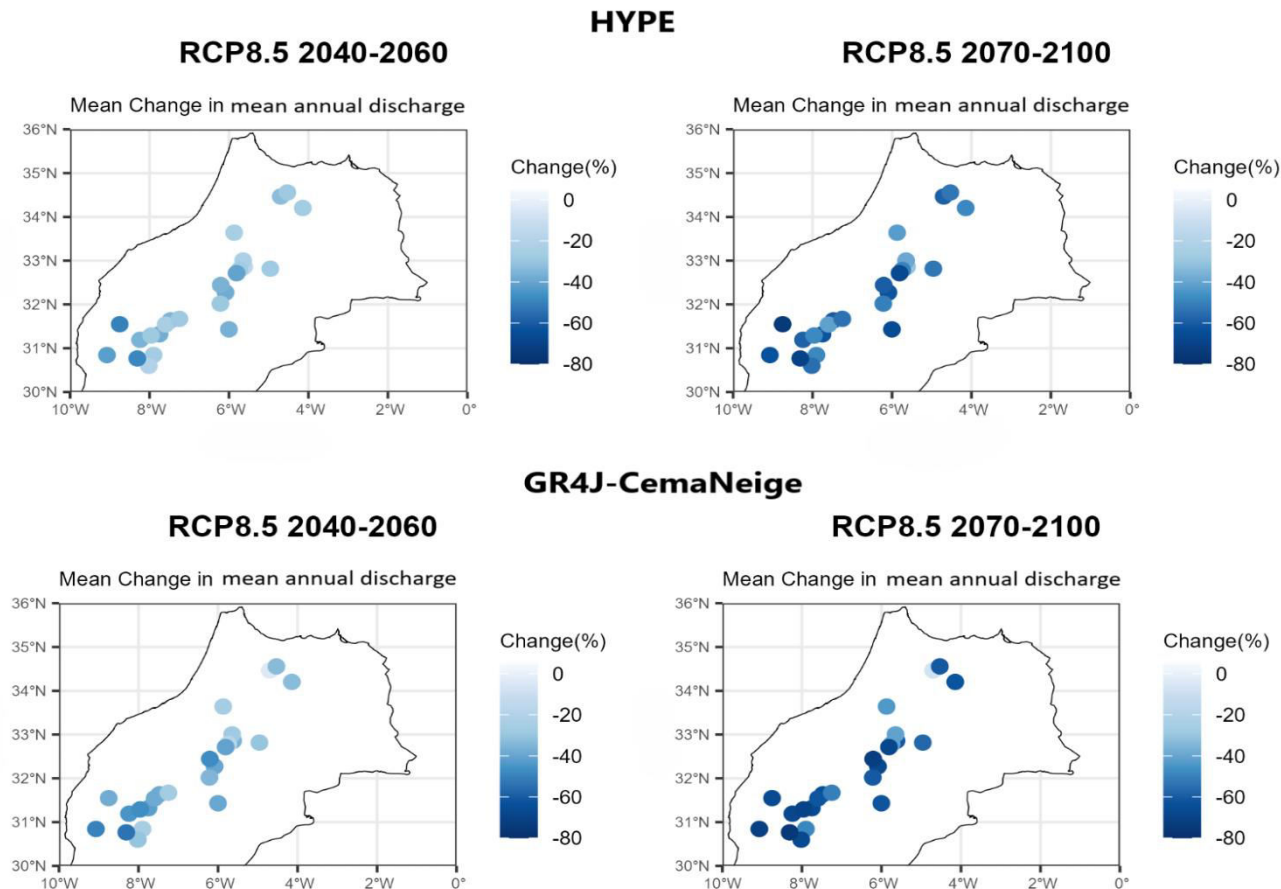 HYPE
RCP8.5 2040-2060
RCP8.5 2070-2100
Mean Change in mean annual discharge
Mean Change in mean annual discharge
36°N
35°N
34°N
33°N
32°N
31°N
30°N
10°W 8°W 6°W 4°W 2°W 0°
Change(%)
0
-20
-40
-60
-80
36°N
35°N
34°N
33°N
32°N
31°N
30°N
10°W 8°W 6°W 4°W 2°W 0°
Change(%)
0
-20
-40
-60
-80
GR4J-CemaNeige
RCP8.5 2040-2060
RCP8.5 2070-2100
Mean Change in mean annual discharge
Mean Change in mean annual discharge
36°N
35°N
34°N
33°N
32°N
31°N
30°N
10°W 8°W 6°W 4°W 2°W 0°
Change(%)
0
-20
-40
-60
-80
36°N
35°N
34°N
33°N
32°N
31°N
30°N
10°W 8°W 6°W 4°W 2°W 0°
Change(%)
0
-20
-40
-60
-80